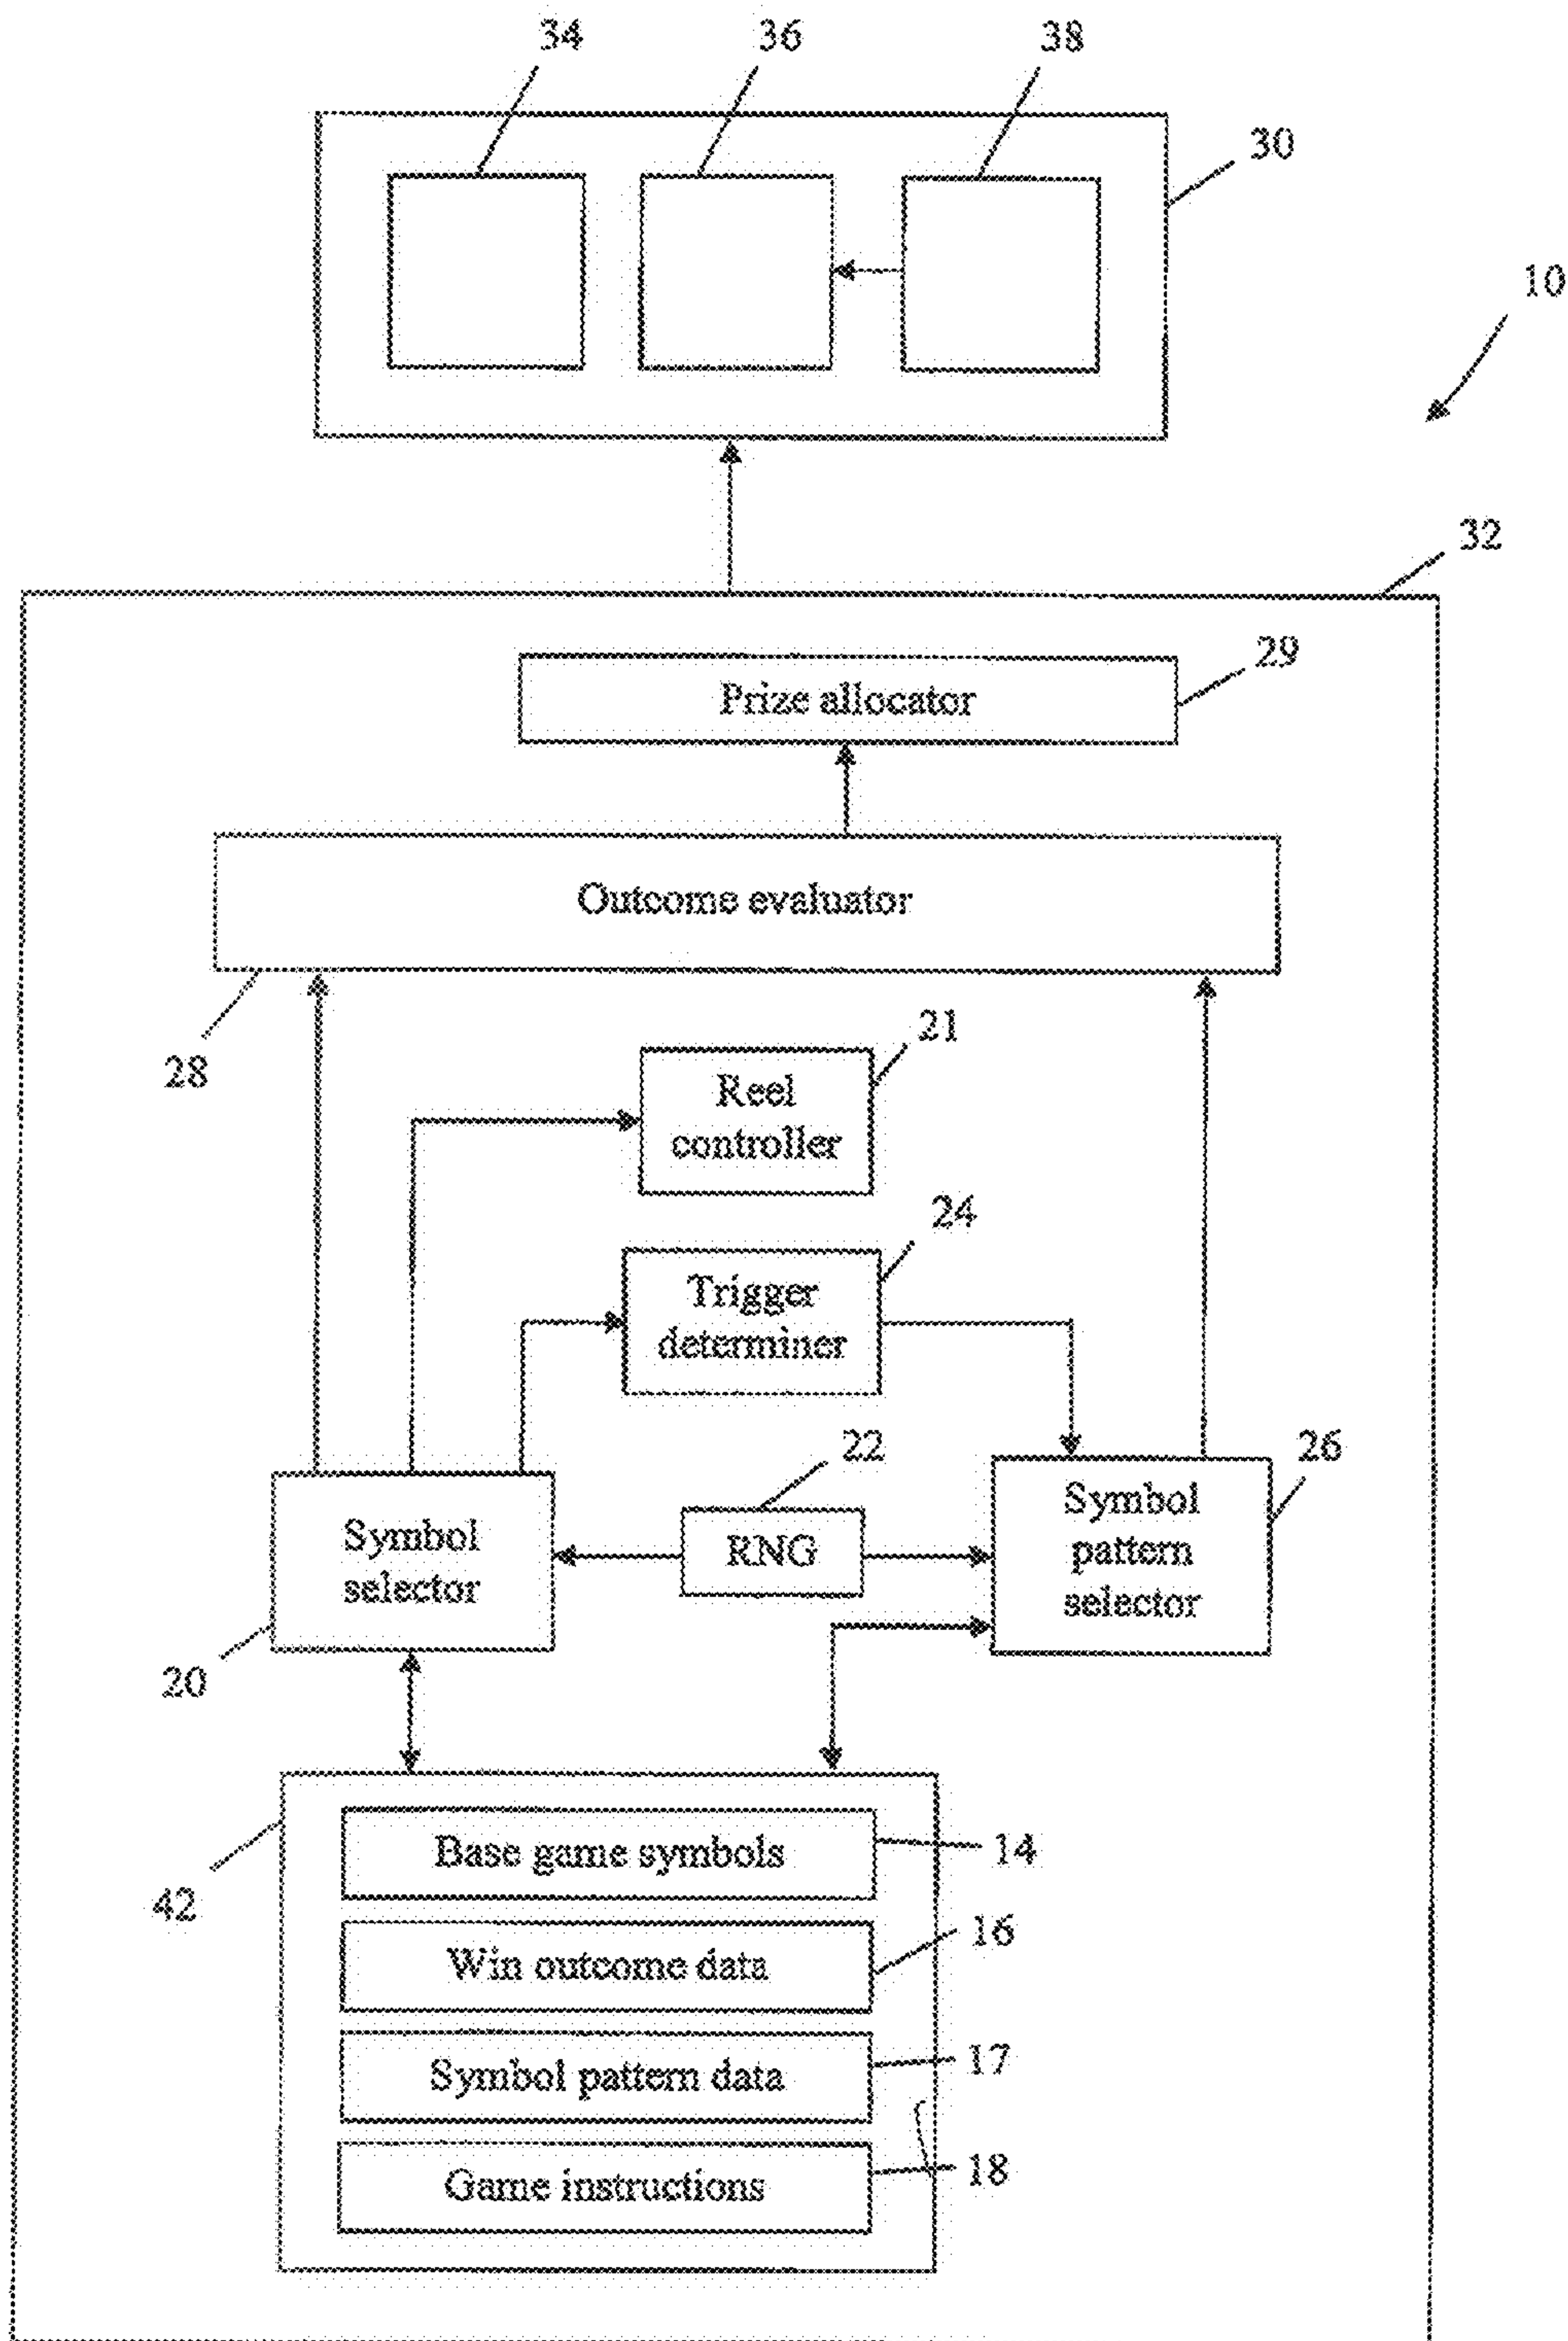 34 36 38
30
10
32
29
Prize allocator
Outcome evaluator
28
21
Reel
controller
24
Trigger
determiner
22
26
Symbol
selector
RNG
Symbol
pattern
selector
20
42
Base game symbols
14
Win outcome data
16
Symbol pattern data
17
Game instructions
18